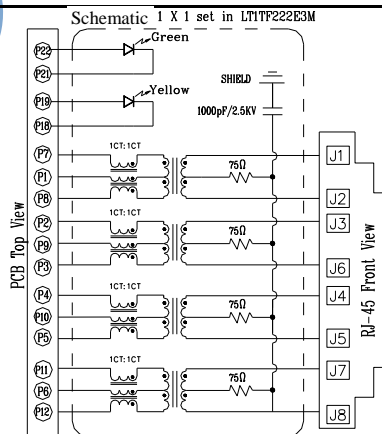 Schematic 1 X 1 set in LT1TF222E3M
Green
P22
P21
Yellow
P19
P18
SHIELD
1000pF/2.5KV
1CT:1CT
P7
P1
P8
75Ω
J1
J2
1CT:1CT
P2
P9
P3
75Ω
J3
J6
1CT:1CT
P4
P10
P5
75Ω
J4
J5
1CT:1CT
P11
P6
P12
75Ω
J7
J8
PCB Top View
RJ-45 Front View